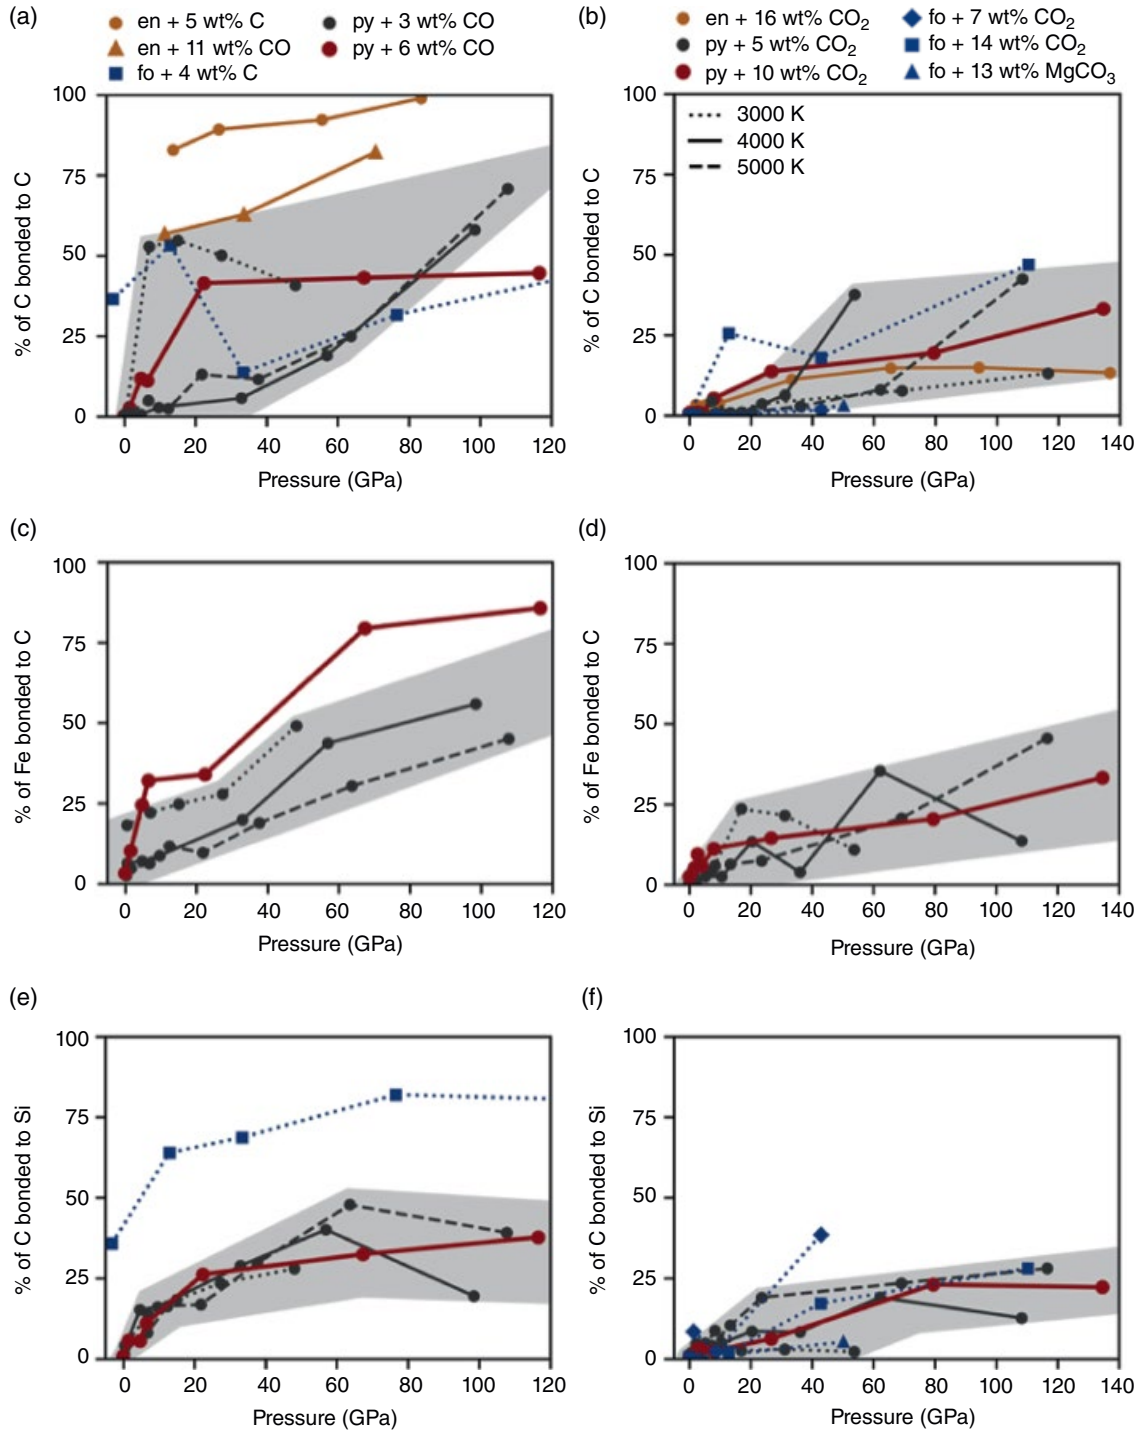 (a)
en + 5 wt% C
py + 3 wt% CO
en + 11 wt% CO
py + 6 wt% CO
fo + 4 wt% C
100
75
50
25
0
% of C bonded to C
0 20 40 60 80 100 120
Pressure (GPa)
(b)
en + 16 wt% CO2
fo + 7 wt% CO2
py + 5 wt% CO2
fo + 14 wt% CO2
py + 10 wt% CO2
fo + 13 wt% MgCO3
3000 K
4000 K
5000 K
100
75
50
25
0
% of C bonded to C
0 20 40 60 80 100 120 140
Pressure (GPa)
(c)
100
75
50
25
0
% of Fe bonded to C
0 20 40 60 80 100 120
Pressure (GPa)
(d)
100
75
50
25
0
% of Fe bonded to C
0 20 40 60 80 100 120 140
Pressure (GPa)
(e)
100
75
50
25
0
% of C bonded to Si
0 20 40 60 80 100 120
Pressure (GPa)
(f)
100
75
50
25
0
% of C bonded to Si
0 20 40 60 80 100 120 140
Pressure (GPa)